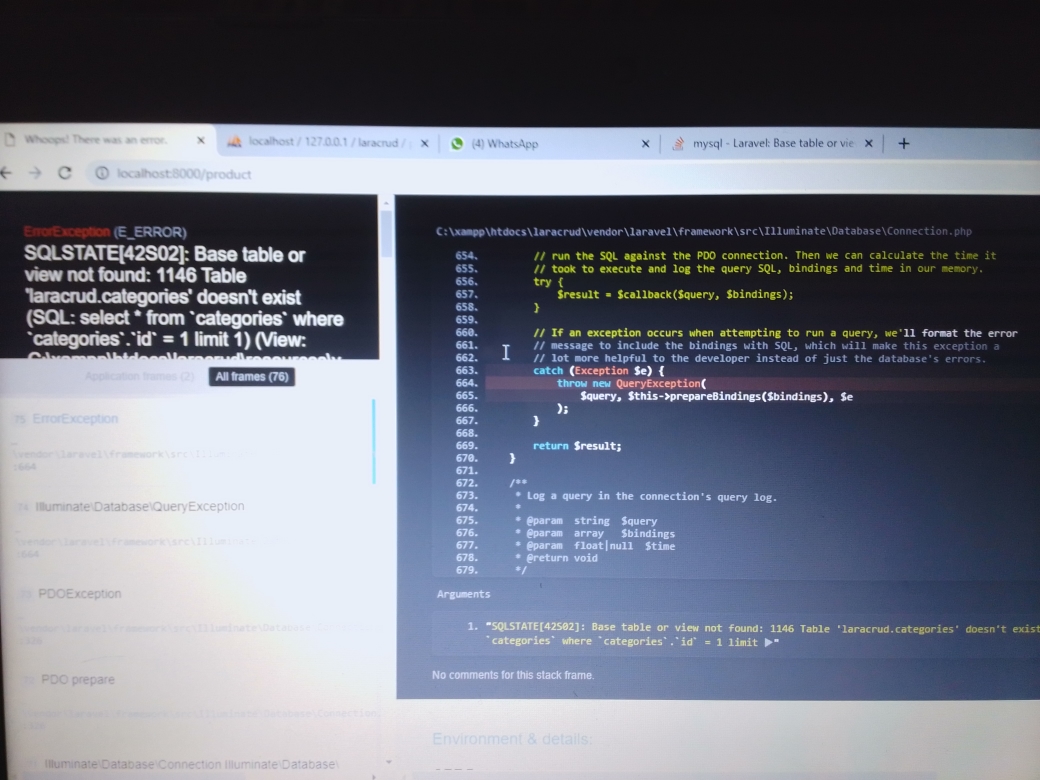 Whoops! There was an error.
localhost / 127.0.0.1 / laracrud /
(4) WhatsApp
mysql - Laravel: Base table or vie
localhost:8000/product
ErrorException (E_ERROR)
SQLSTATE[42S02]: Base table or
view not found: 1146 Table
'laracrud.categories' doesn't exist
(SQL: select * from `categories` where
`categories`.`id` = 1 limit 1) (View:
Application frames (2) All frames (76)
75 ErrorException
\vendor\laravel\framework\src\
:664
Illuminate\Database\QueryException
\vendor\laravel\framework\src\
:664
PDOException
PDO prepare
Illuminate\Database\Connection Illuminate\Database\
C:\xampp\htdocs\laracrud\vendor\laravel\framework\src\Illuminate\Database\Connection.php
654. // run the SQL against the PDO connection. Then we can calculate the time it
655. // took to execute and log the query SQL, bindings and time in our memory.
656. try {
657. $result = $callback($query, $bindings);
658. }
659.
660. // If an exception occurs when attempting to run a query, we'll format the error
661. // message to include the bindings with SQL, which will make this exception a
662. // lot more helpful to the developer instead of just the database's errors.
663. catch (Exception $e) {
664. throw new QueryException(
665. $query, $this->prepareBindings($bindings), $e
666. );
667. }
668.
669. return $result;
670. }
671.
672. /**
673. * Log a query in the connection's query log.
674. *
675. * @param string $query
676. * @param array $bindings
677. * @param float|null $time
678. * @return void
679. */
Arguments
1. "SQLSTATE[42S02]: Base table or view not found: 1146 Table 'laracrud.categories' doesn't exist
`categories` where `categories`.`id` = 1 limit ▶"
No comments for this stack frame.
Environment & details: